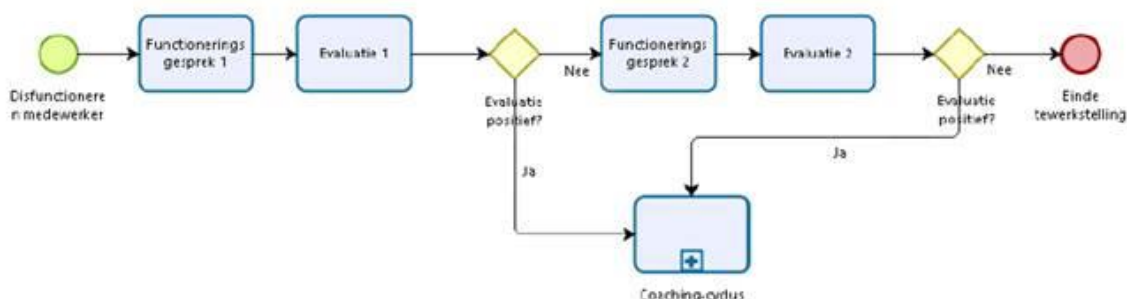 Disfunctionere
n medewerker
Functionerings
gesprek 1
Evaluatie 1
Evaluatie
positief?
Nee
Ja
Functionerings
gesprek 2
Evaluatie 2
Evaluatie
positief?
Nee
Ja
Einde
tewerkstelling
Coaching-cyclus